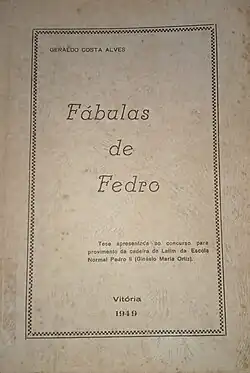 GERALDO COSTA ALVES
Fábulas
de
Fedro
Tese apresentada ao concurso para
provimento da cadeira de Latim da Escola
Normal Pedro II (Ginásio Maria Ortiz).
Vitória
1949